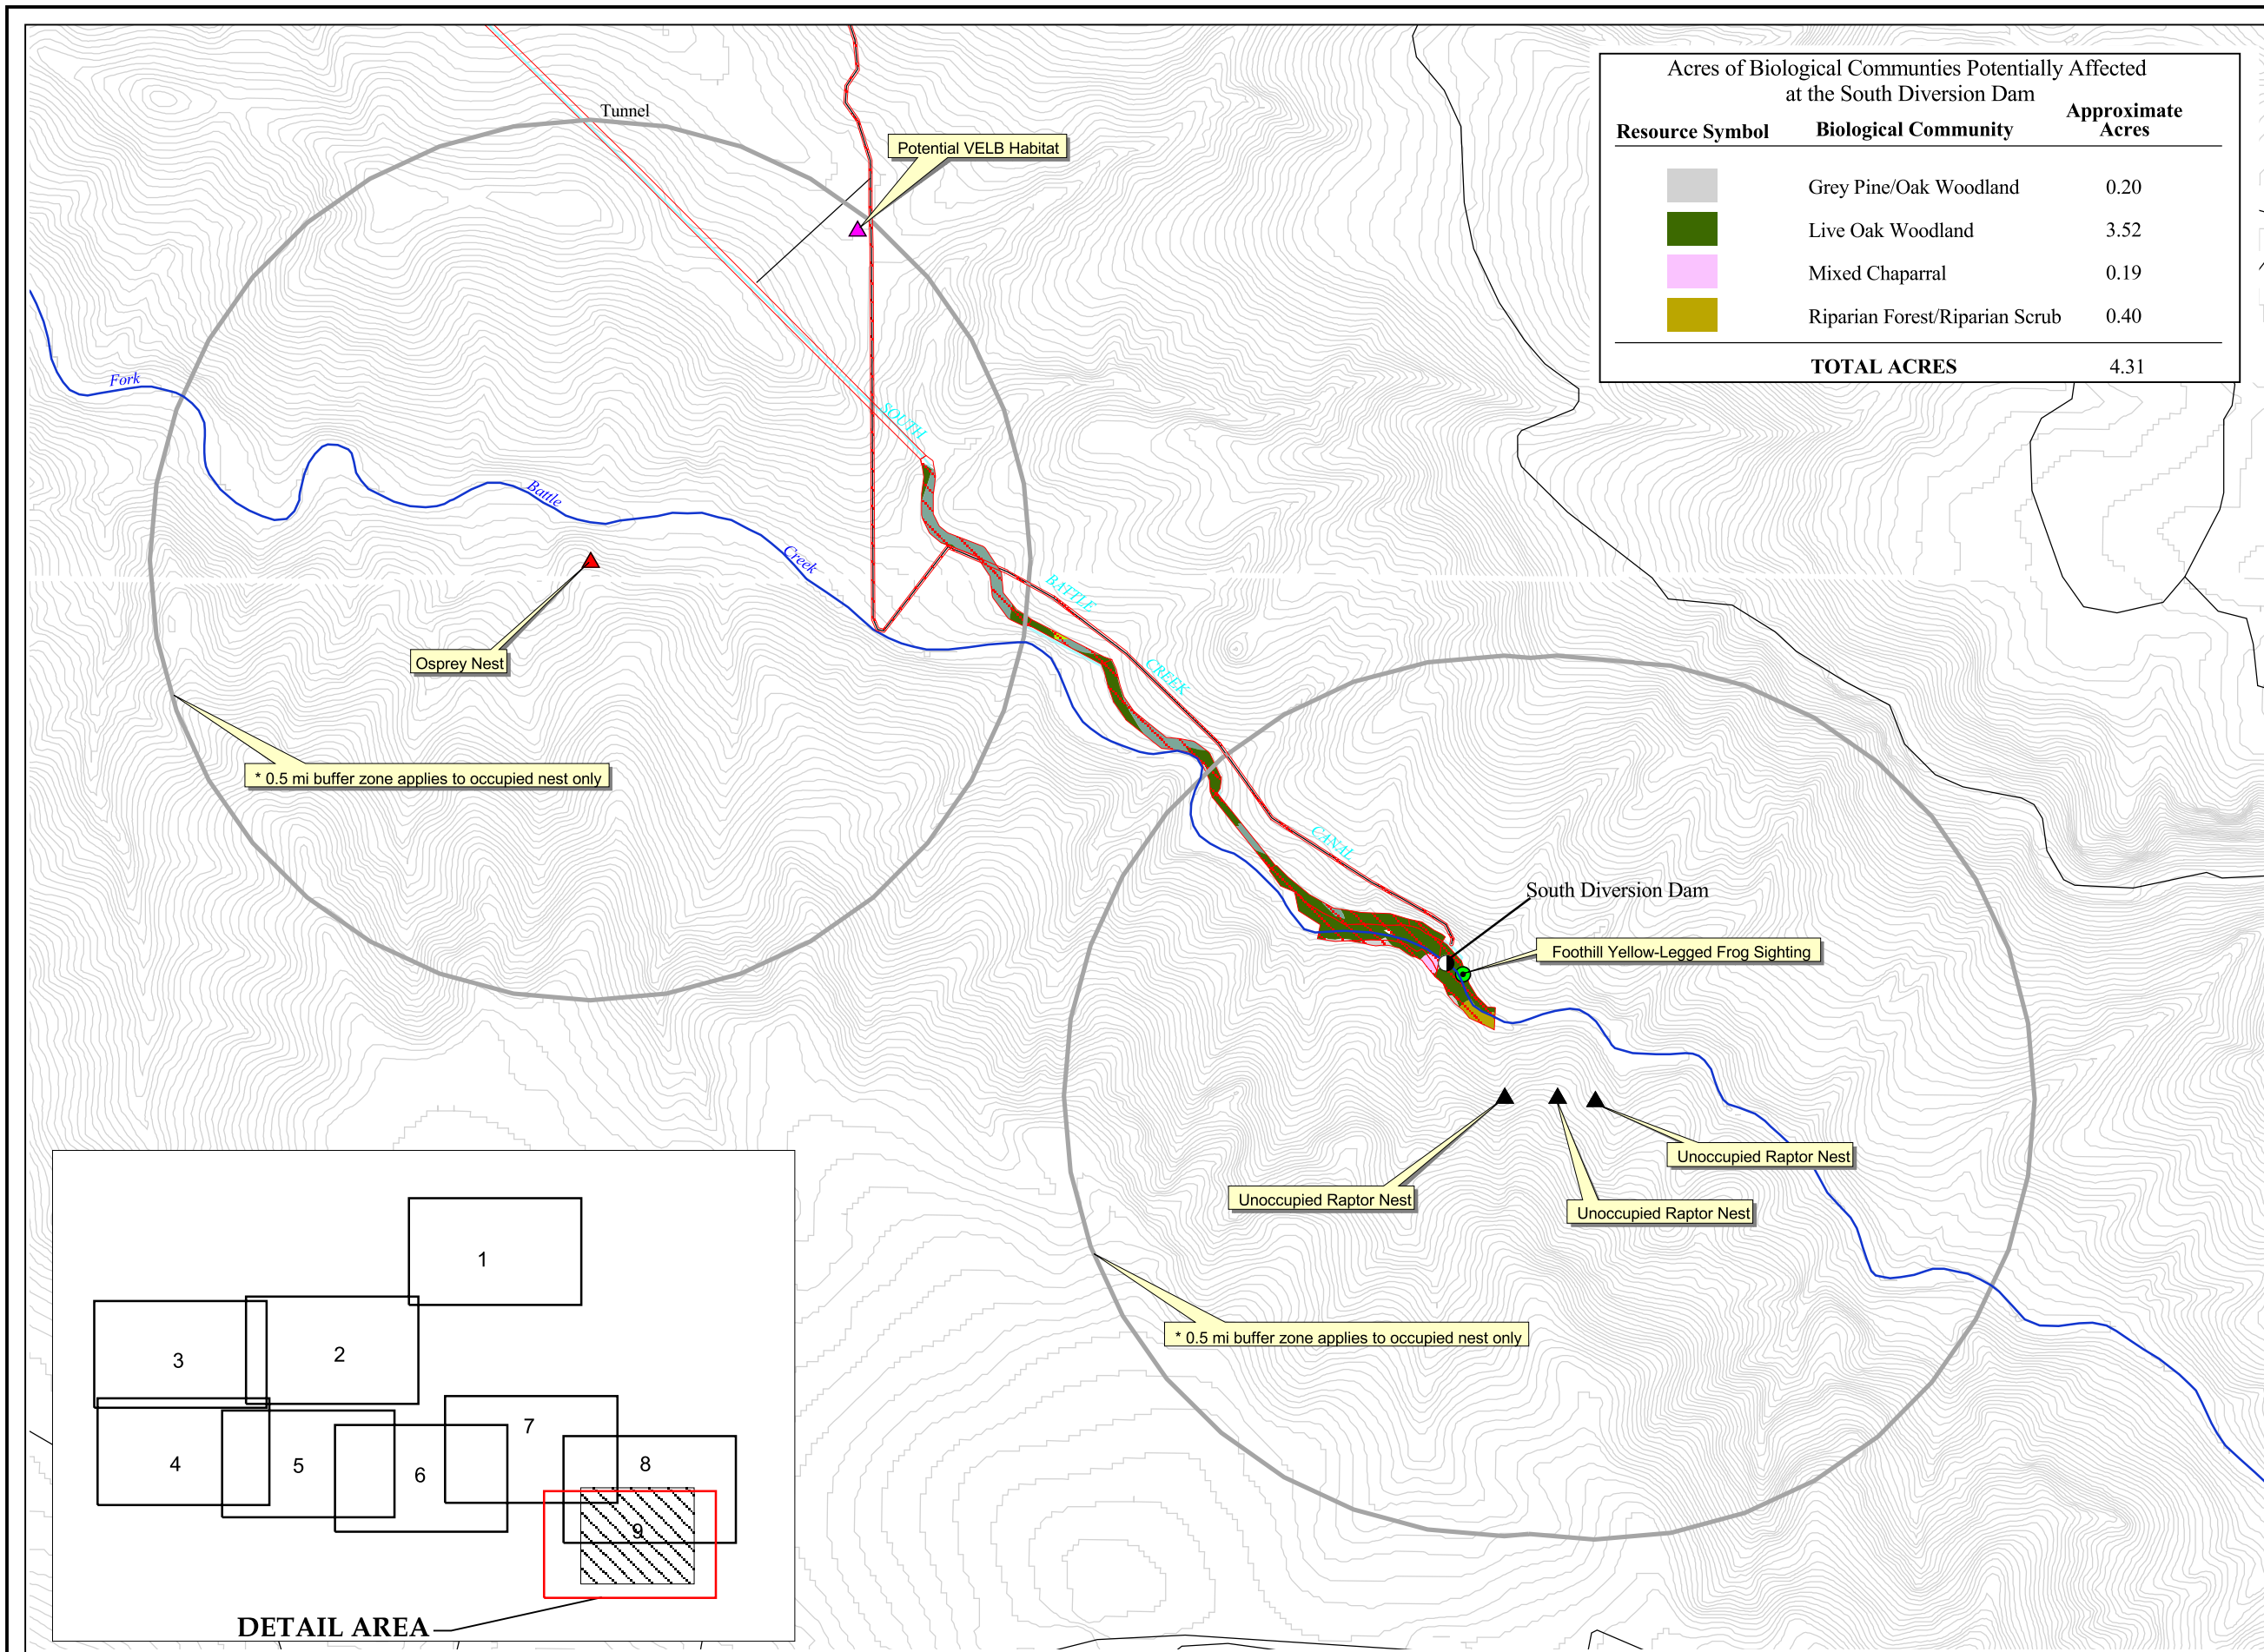 Acres of Biological Communties Potentially Affected
at the South Diversion Dam
Resource Symbol Biological Community Approximate Acres
Grey Pine/Oak Woodland 0.20
Live Oak Woodland 3.52
Mixed Chaparral 0.19
Riparian Forest/Riparian Scrub 0.40
TOTAL ACRES 4.31
Tunnel
Potential VELB Habitat
Fork
Battle
Creek
SOUTH
BATTLE
CREEK
CANAL
Osprey Nest
* 0.5 mi buffer zone applies to occupied nest only
South Diversion Dam
Foothill Yellow-Legged Frog Sighting
Unoccupied Raptor Nest
Unoccupied Raptor Nest
Unoccupied Raptor Nest
* 0.5 mi buffer zone applies to occupied nest only
1
2
3
4
5
6
7
8
9
DETAIL AREA